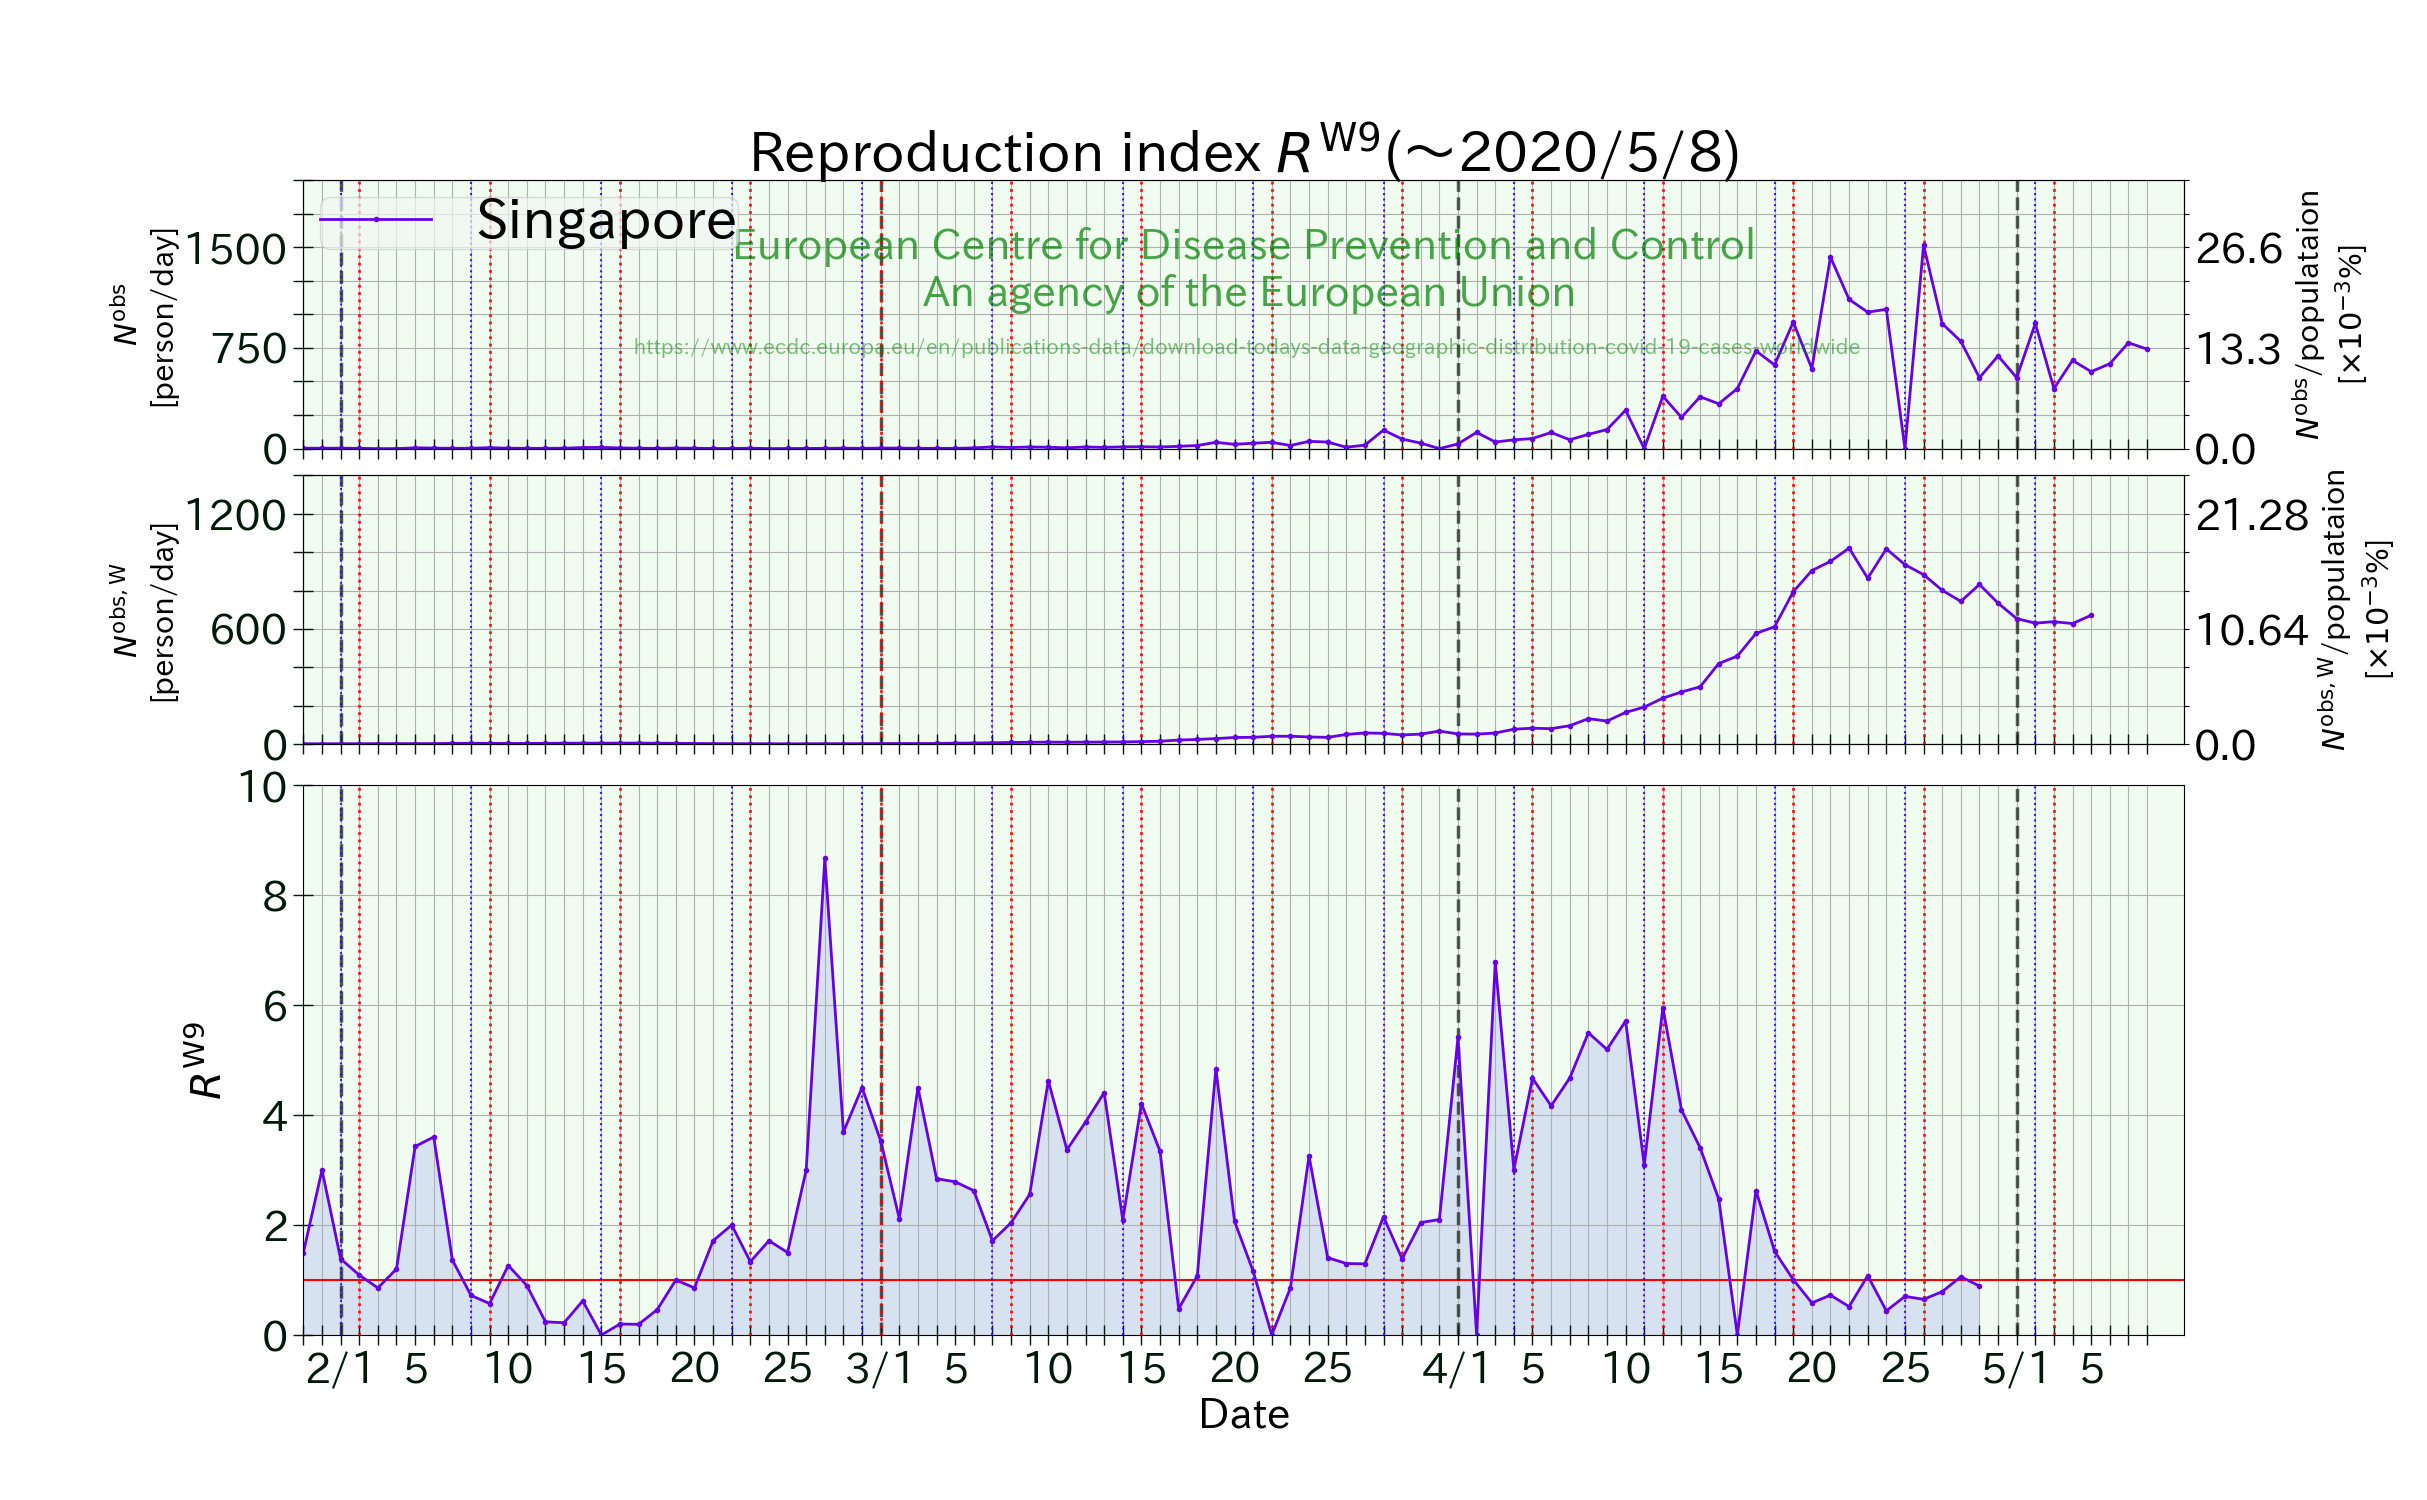 Reproduction index R^W9(～2020/5/8)
Singapore
European Centre for Disease Prevention and Control
An agency of the European Union
https://www.ecdc.europa.eu/en/publications-data/download-todays-data-geographic-distribution-covid-19-cases-worldwide
N^obs
[person/day]
1500
750
0
26.6
13.3
0.0
N^obs/populataion
[×10^−3%]
N^obs, W
[person/day]
1200
600
0
21.28
10.64
0.0
N^obs, W/populataion
[×10^−3%]
R^W9
10
8
6
4
2
0
2/1 5 10 15 20 25 3/1 5 10 15 20 25 4/1 5 10 15 20 25 5/1 5
Date